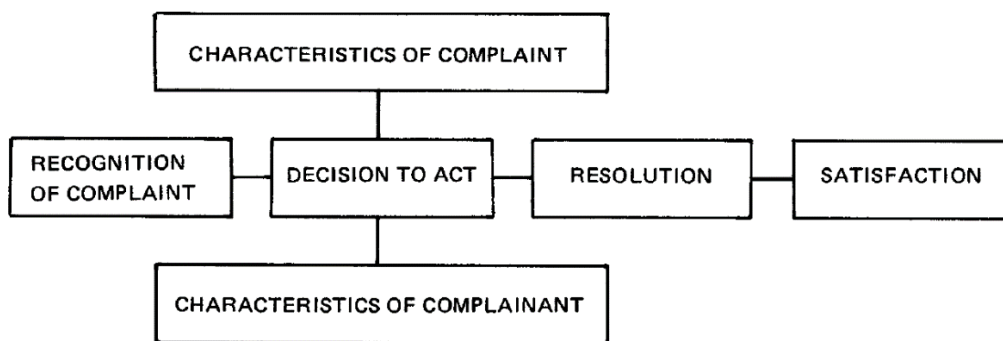 CHARACTERISTICS OF COMPLAINT
RECOGNITION
OF COMPLAINT
DECISION TO ACT
RESOLUTION
SATISFACTION
CHARACTERISTICS OF COMPLAINANT